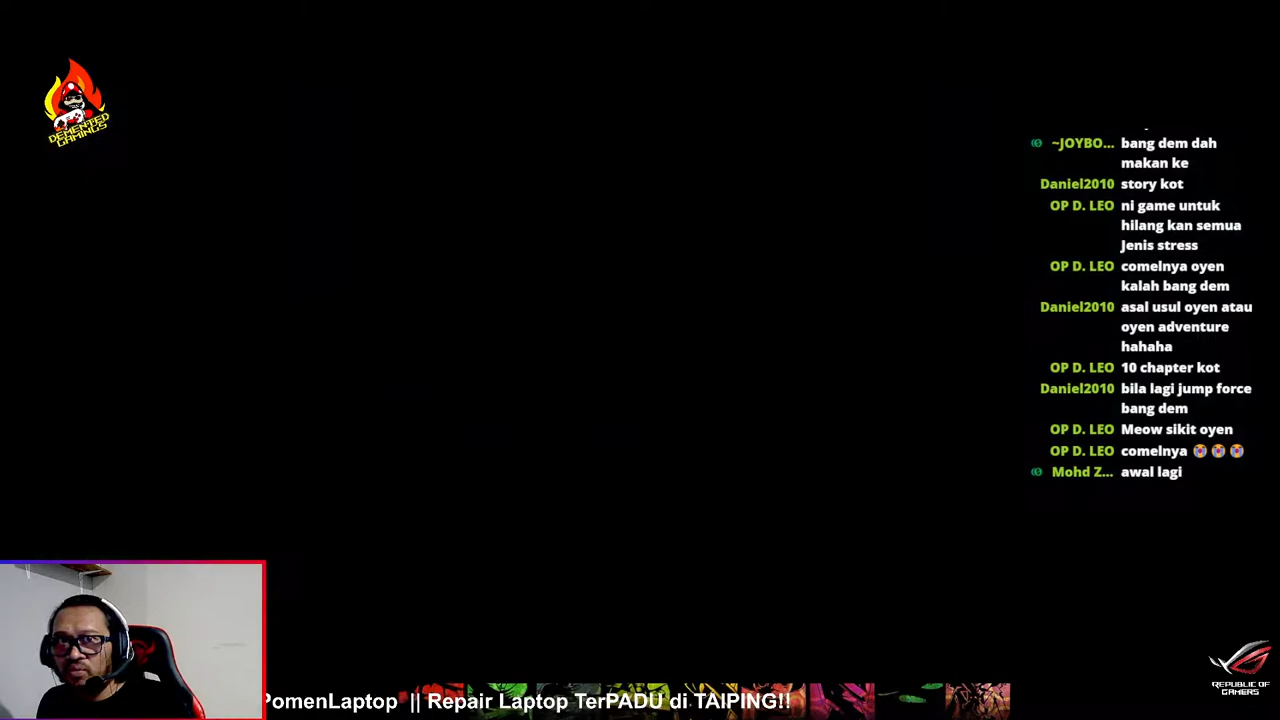 DEMENTED
GAMINGS
~JOYBO... bang dem dah
makan ke
Daniel2010 story kot
OP D. LEO ni game untuk
hilang kan semua
Jenis stress
OP D. LEO comelnya oyen
kalah bang dem
Daniel2010 asal usul oyen atau
oyen adventure
hahaha
OP D. LEO 10 chapter kot
Daniel2010 bila lagi jump force
bang dem
OP D. LEO Meow sikit oyen
OP D. LEO comelnya 😭😭😭
Mohd Z... awal lagi
PomenLaptop || Repair Laptop TerPADU di TAIPING!!
REPUBLIC OF
GAMERS